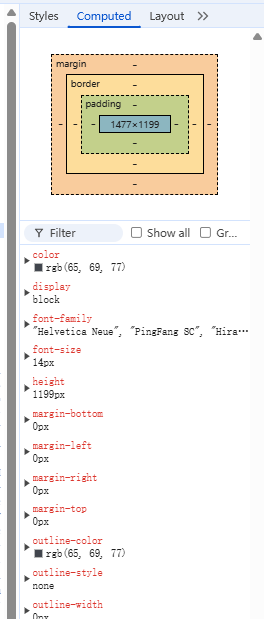 Styles Computed Layout
margin -
border -
padding -
- - - 1477×1199 - - -
-
-
-
Filter Show all Gr...
color
rgb(65, 69, 77)
display
block
font-family
"Helvetica Neue", "PingFang SC", "Hira…
font-size
14px
height
1199px
margin-bottom
0px
margin-left
0px
margin-right
0px
margin-top
0px
outline-color
rgb(65, 69, 77)
outline-style
none
outline-width
0px